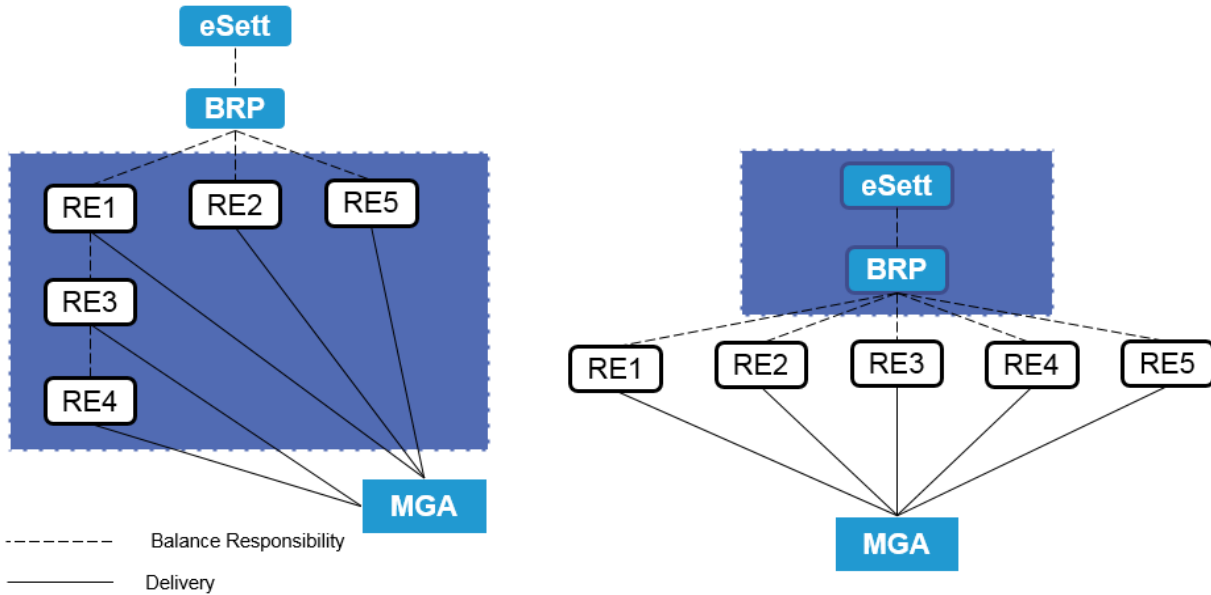 eSett
BRP
RE1
RE2
RE5
RE3
RE4
MGA
Balance Responsibility
Delivery
eSett
BRP
RE1
RE2
RE3
RE4
RE5
MGA